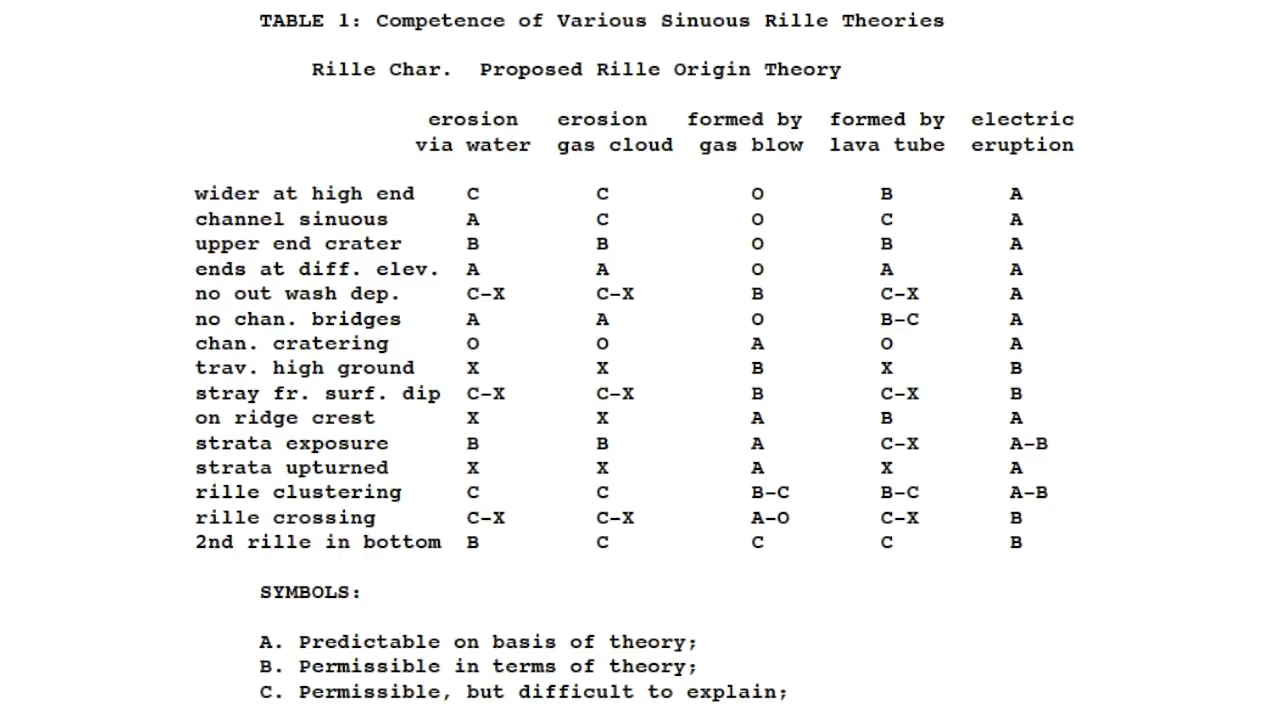 TABLE 1: Competence of Various Sinuous Rille Theories
Rille Char. Proposed Rille Origin Theory
erosion erosion formed by formed by electric
via water gas cloud gas blow lava tube eruption
wider at high end C C O B A
channel sinuous A C O C A
upper end crater B B O B A
ends at diff. elev. A A O A A
no out wash dep. C-X C-X B C-X A
no chan. bridges A A O B-C A
chan. cratering O O A O A
trav. high ground X X B X B
stray fr. surf. dip C-X C-X B C-X B
on ridge crest X X A B A
strata exposure B B A C-X A-B
strata upturned X X A X A
rille clustering C C B-C B-C A-B
rille crossing C-X C-X A-O C-X B
2nd rille in bottom B C C C B
SYMBOLS:
A. Predictable on basis of theory;
B. Permissible in terms of theory;
C. Permissible, but difficult to explain;